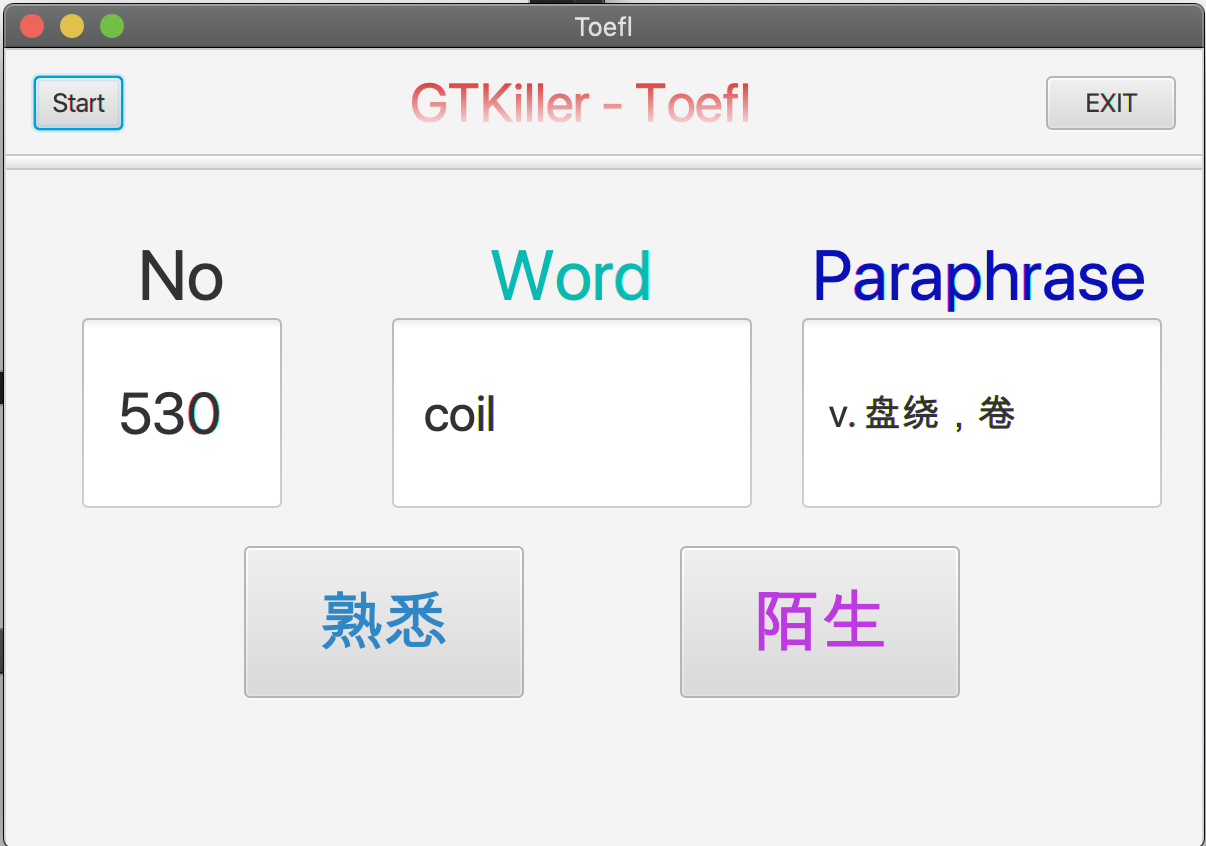 Toefl
Start
GTKiller - Toefl
EXIT
No
Word
Paraphrase
530
coil
v. 盘绕，卷
熟悉
陌生